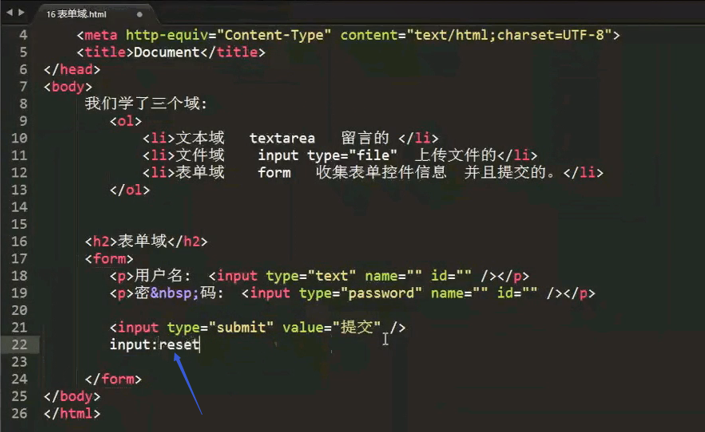 16 表单域.html
4 <meta http-equiv="Content-Type" content="text/html;charset=UTF-8">
5 <title>Document</title>
6 </head>
7 <body>
8 我们学了三个域:
9 <ol>
10 <li>文本域 textarea 留言的 </li>
11 <li>文件域 input type="file" 上传文件的</li>
12 <li>表单域 form 收集表单控件信息 并且提交的。</li>
13 </ol>
14
15
16 <h2>表单域</h2>
17 <form>
18 <p>用户名: <input type="text" name="" id="" /></p>
19 <p>密&nbsp;码: <input type="password" name="" id="" /></p>
20
21 <input type="submit" value="提交" />
22 input:reset
23
24 </form>
25 </body>
26 </html>